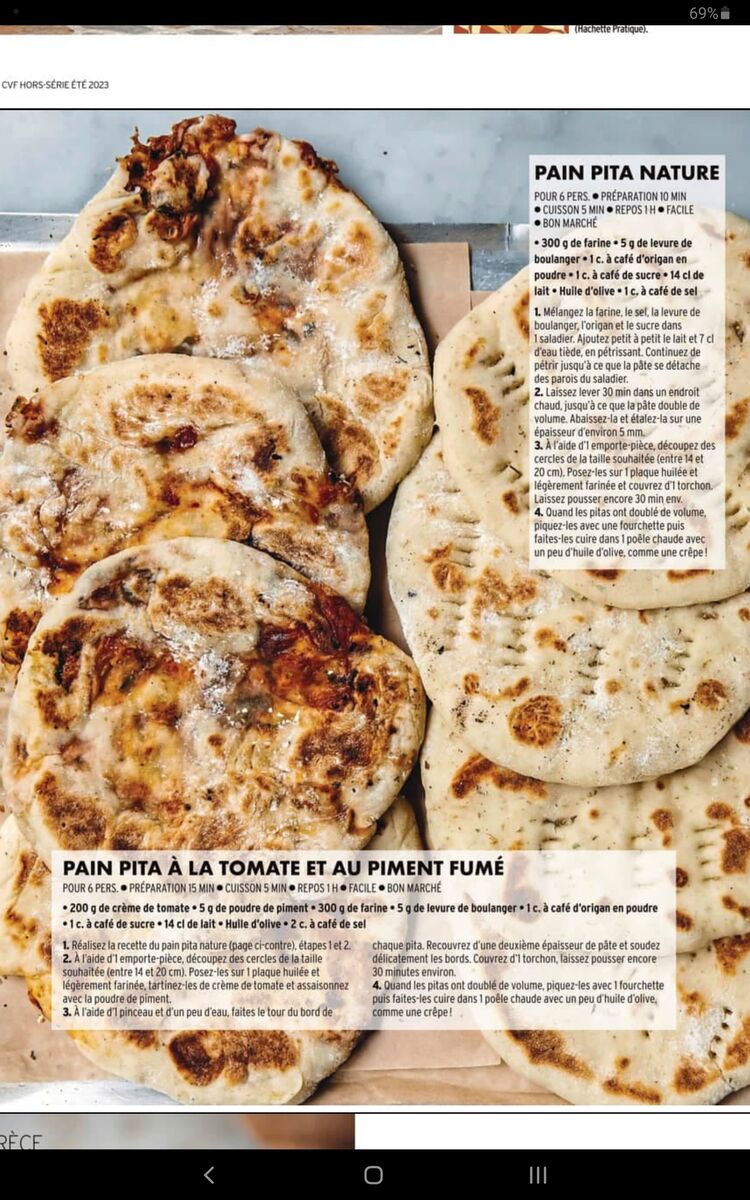 69%
(Hachette Pratique).
CVF HORS-SÉRIE ÉTÉ 2023
PAIN PITA NATURE
POUR 6 PERS. ● PRÉPARATION 10 MIN
● CUISSON 5 MIN ● REPOS 1 H ● FACILE
● BON MARCHÉ
• 300 g de farine • 5 g de levure de
boulanger • 1 c. à café d'origan en
poudre • 1 c. à café de sucre • 14 cl de
lait • Huile d'olive • 1 c. à café de sel
1. Mélangez la farine, le sel, la levure de
boulanger, l'origan et le sucre dans
1 saladier. Ajoutez petit à petit le lait et 7 cl
d'eau tiède, en pétrissant. Continuez de
pétrir jusqu'à ce que la pâte se détache
des parois du saladier.
2. Laissez lever 30 min dans un endroit
chaud, jusqu'à ce que la pâte double de
volume. Abaissez-la et étalez-la sur une
épaisseur d'environ 5 mm.
3. À l'aide d'1 emporte-pièce, découpez des
cercles de la taille souhaitée (entre 14 et
20 cm). Posez-les sur 1 plaque huilée et
légèrement farinée et couvrez d'1 torchon.
Laissez pousser encore 30 min env.
4. Quand les pitas ont doublé de volume,
piquez-les avec une fourchette puis
faites-les cuire dans 1 poêle chaude avec
un peu d'huile d'olive, comme une crêpe !
PAIN PITA À LA TOMATE ET AU PIMENT FUMÉ
POUR 6 PERS. ● PRÉPARATION 15 MIN ● CUISSON 5 MIN ● REPOS 1 H ● FACILE ● BON MARCHÉ
• 200 g de crème de tomate • 5 g de poudre de piment • 300 g de farine • 5 g de levure de boulanger • 1 c. à café d'origan en poudre
• 1 c. à café de sucre • 14 cl de lait • Huile d'olive • 2 c. à café de sel
1. Réalisez la recette du pain pita nature (page ci-contre), étapes 1 et 2.
2. À l'aide d'1 emporte-pièce, découpez des cercles de la taille
souhaitée (entre 14 et 20 cm). Posez-les sur 1 plaque huilée et
légèrement farinée, tartinez-les de crème de tomate et assaisonnez
avec la poudre de piment.
3. À l'aide d'1 pinceau et d'un peu d'eau, faites le tour du bord de
chaque pita. Recouvrez d'une deuxième épaisseur de pâte et soudez
délicatement les bords. Couvrez d'1 torchon, laissez pousser encore
30 minutes environ.
4. Quand les pitas ont doublé de volume, piquez-les avec 1 fourchette
puis faites-les cuire dans 1 poêle chaude avec un peu d'huile d'olive,
comme une crêpe !
RÈCE